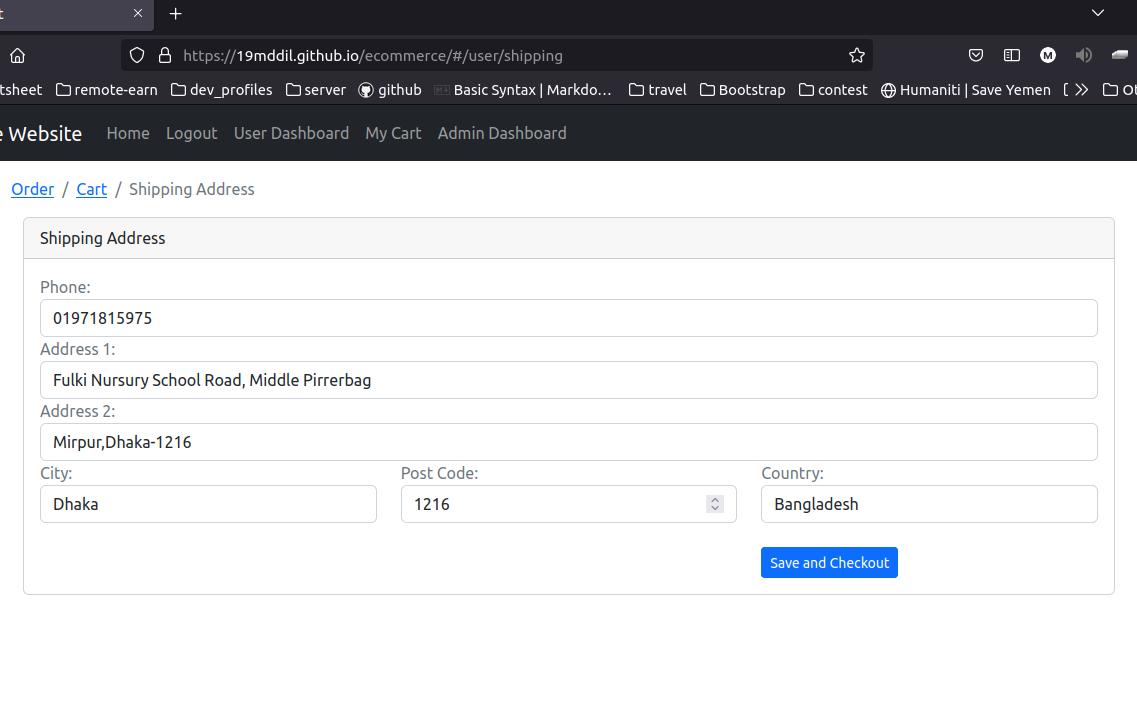 https://19mddil.github.io/ecommerce/#/user/shipping
tsheet remote-earn dev_profiles server github Basic Syntax | Markdo... travel Bootstrap contest Humaniti | Save Yemen Ot
e Website Home Logout User Dashboard My Cart Admin Dashboard
Order / Cart / Shipping Address
Shipping Address
Phone:
01971815975
Address 1:
Fulki Nursury School Road, Middle Pirrerbag
Address 2:
Mirpur,Dhaka-1216
City: Post Code: Country:
Dhaka 1216 Bangladesh
Save and Checkout